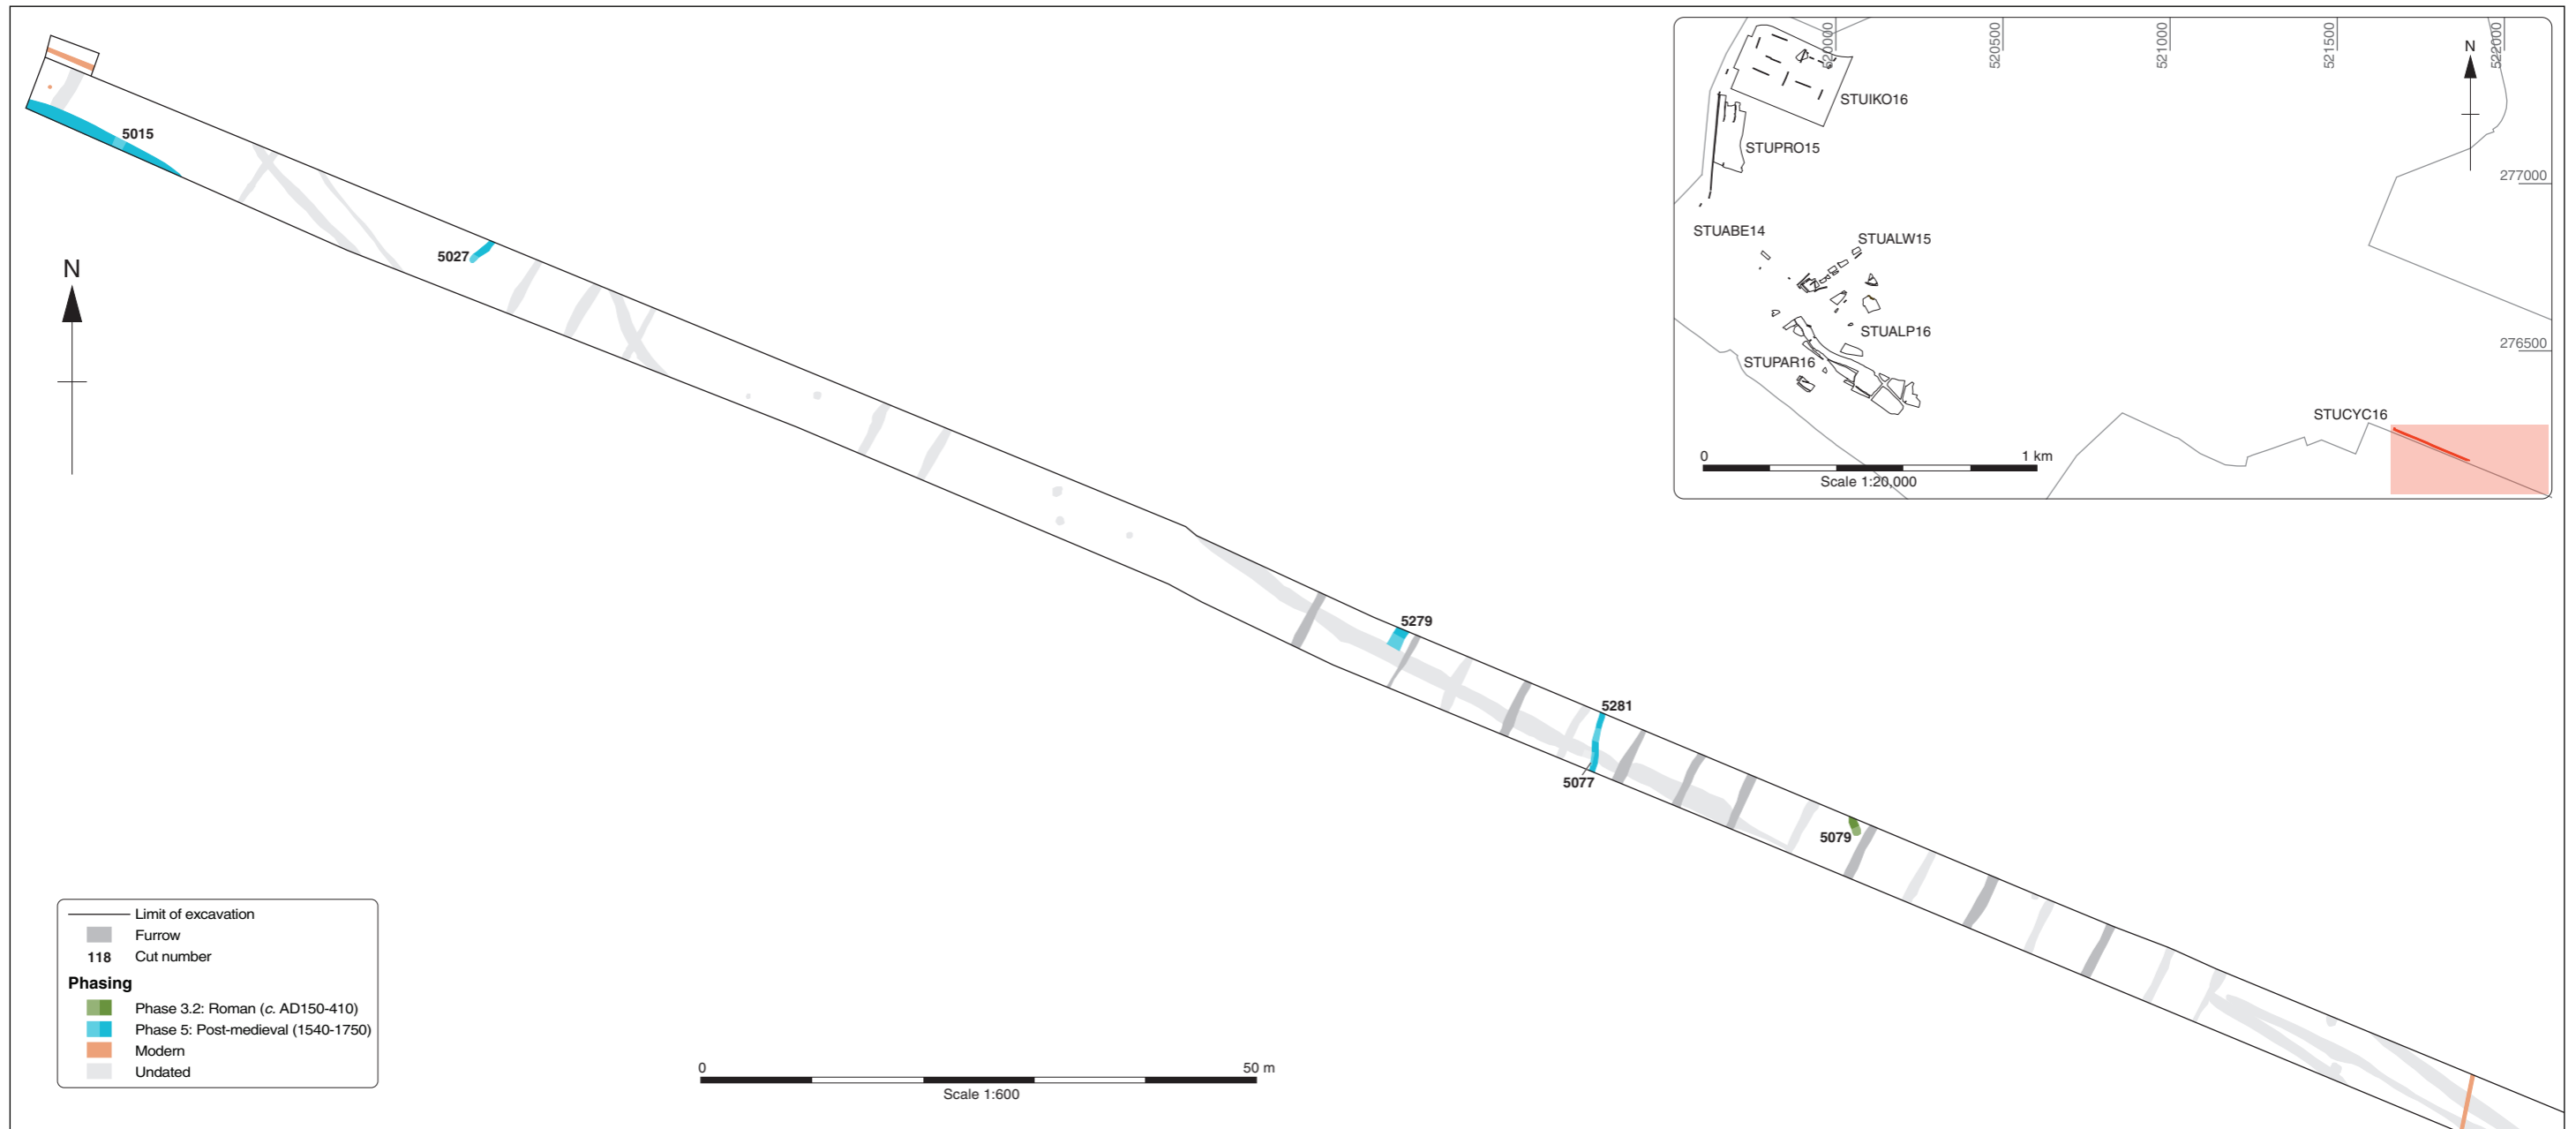 520000
520500
521000
521500
522000
N
STUIKO16
STUPRO15
277000
STUABE14
STUALW15
STUALP16
276500
STUPAR16
STUCYC16
0 1 km
Scale 1:20,000
5015
5027
N
5279
5281
5077
5079
Limit of excavation
Furrow
118 Cut number
Phasing
Phase 3.2: Roman (c. AD150-410)
Phase 5: Post-medieval (1540-1750)
Modern
Undated
0 50 m
Scale 1:600